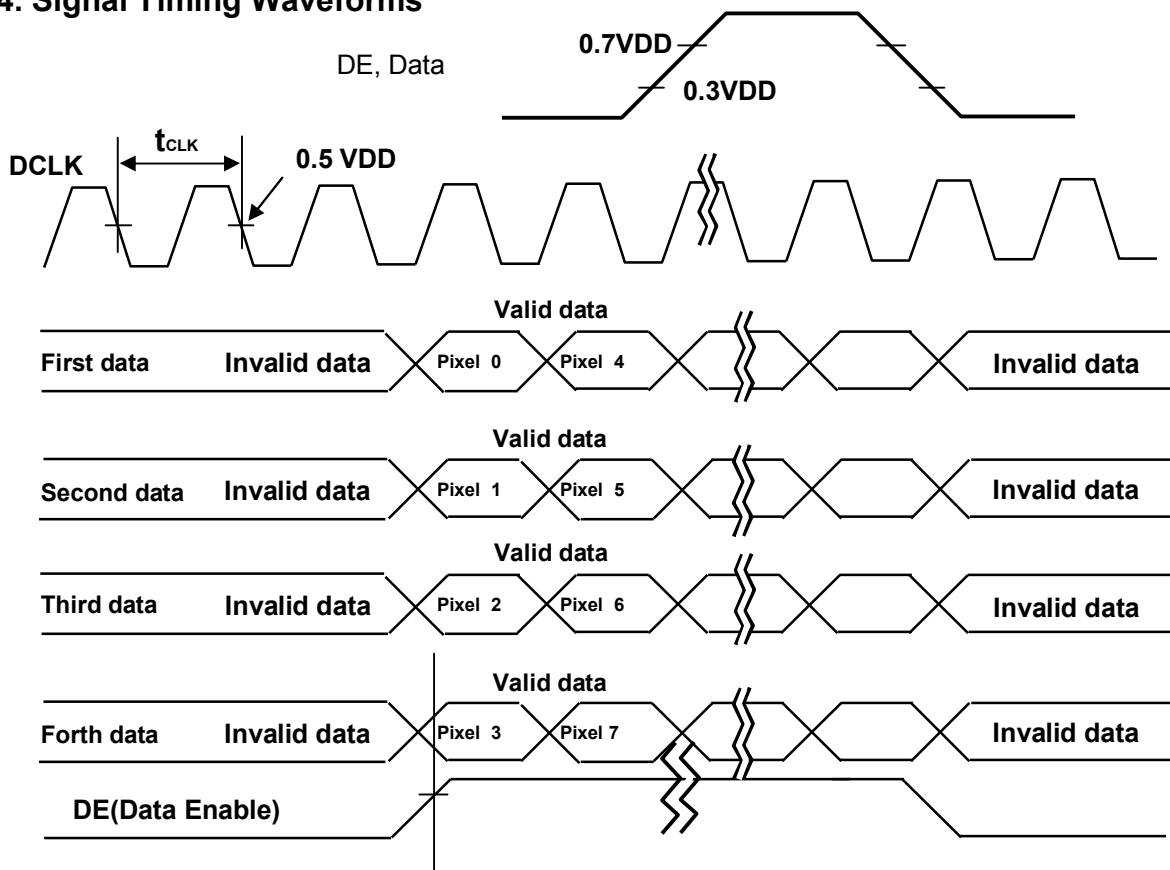 4. Signal Timing Waveforms
0.7VDD
DE, Data
0.3VDD
tCLK
0.5 VDD
DCLK
Valid data
First data Invalid data Pixel 0 Pixel 4 Invalid data
Valid data
Second data Invalid data Pixel 1 Pixel 5 Invalid data
Valid data
Third data Invalid data Pixel 2 Pixel 6 Invalid data
Valid data
Forth data Invalid data Pixel 3 Pixel 7 Invalid data
DE(Data Enable)